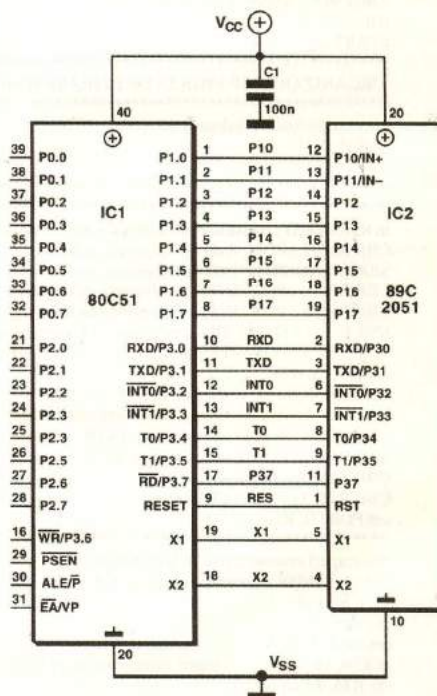 VCC
C1
100n
40
20
39 P0.0 P1.0 1 P10 12 P10/IN+
38 P0.1 P1.1 2 P11 13 P11/IN–
37 P0.2 P1.2 3 P12 14 P12
36 P0.3 IC1 P1.3 4 P13 15 P13 IC2
35 P0.4 P1.4 5 P14 16 P14
34 P0.5 P1.5 6 P15 17 P15
33 P0.6 80C51 P1.6 7 P16 18 P16 89C
32 P0.7 P1.7 8 P17 19 P17 2051
21 P2.0 RXD/P3.0 10 RXD 2 RXD/P30
22 P2.1 TXD/P3.1 11 TXD 3 TXD/P31
23 P2.2 INT0/P3.2 12 INT0 6 INT0/P32
24 P2.3 INT1/P3.3 13 INT1 7 INT1/P33
25 P2.3 T0/P3.4 14 T0 8 T0/P34
26 P2.5 T1/P3.5 15 T1 9 T1/P35
27 P2.6 RD/P3.7 17 P37 11 P37
28 P2.7 RESET 9 RES 1 RST
16 WR/P3.6 X1 19 X1 5 X1
29 PSEN
30 ALE/P X2 18 X2 4 X2
31 EA/VP
20
10
VSS